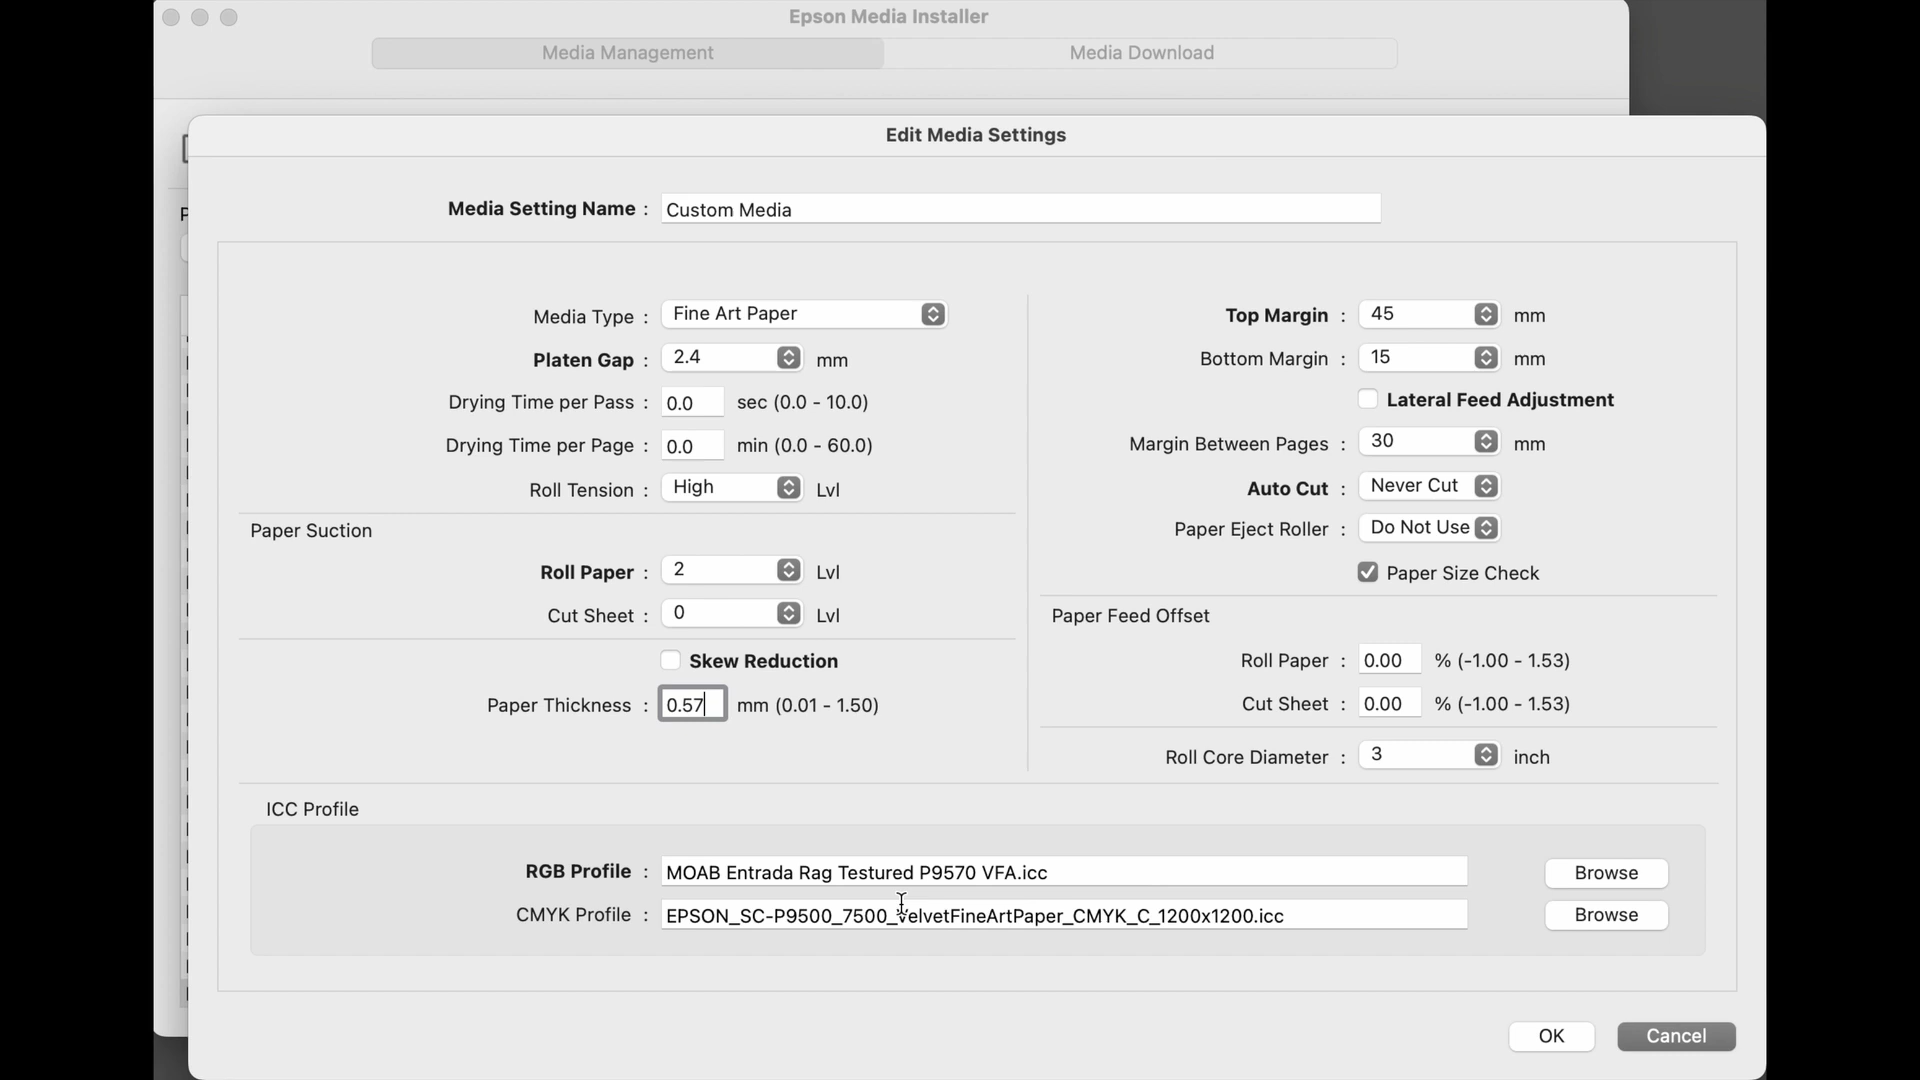 Epson Media Installer
Media Management
Media Download
Edit Media Settings
Media Setting Name : Custom Media
Media Type : Fine Art Paper
Platen Gap : 2.4 mm
Drying Time per Pass : 0.0 sec (0.0 - 10.0)
Drying Time per Page : 0.0 min (0.0 - 60.0)
Roll Tension : High Lvl
Paper Suction
Roll Paper : 2 Lvl
Cut Sheet : 0 Lvl
Skew Reduction
Paper Thickness : 0.57 mm (0.01 - 1.50)
Top Margin : 45 mm
Bottom Margin : 15 mm
Lateral Feed Adjustment
Margin Between Pages : 30 mm
Auto Cut : Never Cut
Paper Eject Roller : Do Not Use
Paper Size Check
Paper Feed Offset
Roll Paper : 0.00 % (-1.00 - 1.53)
Cut Sheet : 0.00 % (-1.00 - 1.53)
Roll Core Diameter : 3 inch
ICC Profile
RGB Profile : MOAB Entrada Rag Testured P9570 VFA.icc Browse
CMYK Profile : EPSON_SC-P9500_7500_VelvetFineArtPaper_CMYK_C_1200x1200.icc Browse
OK Cancel